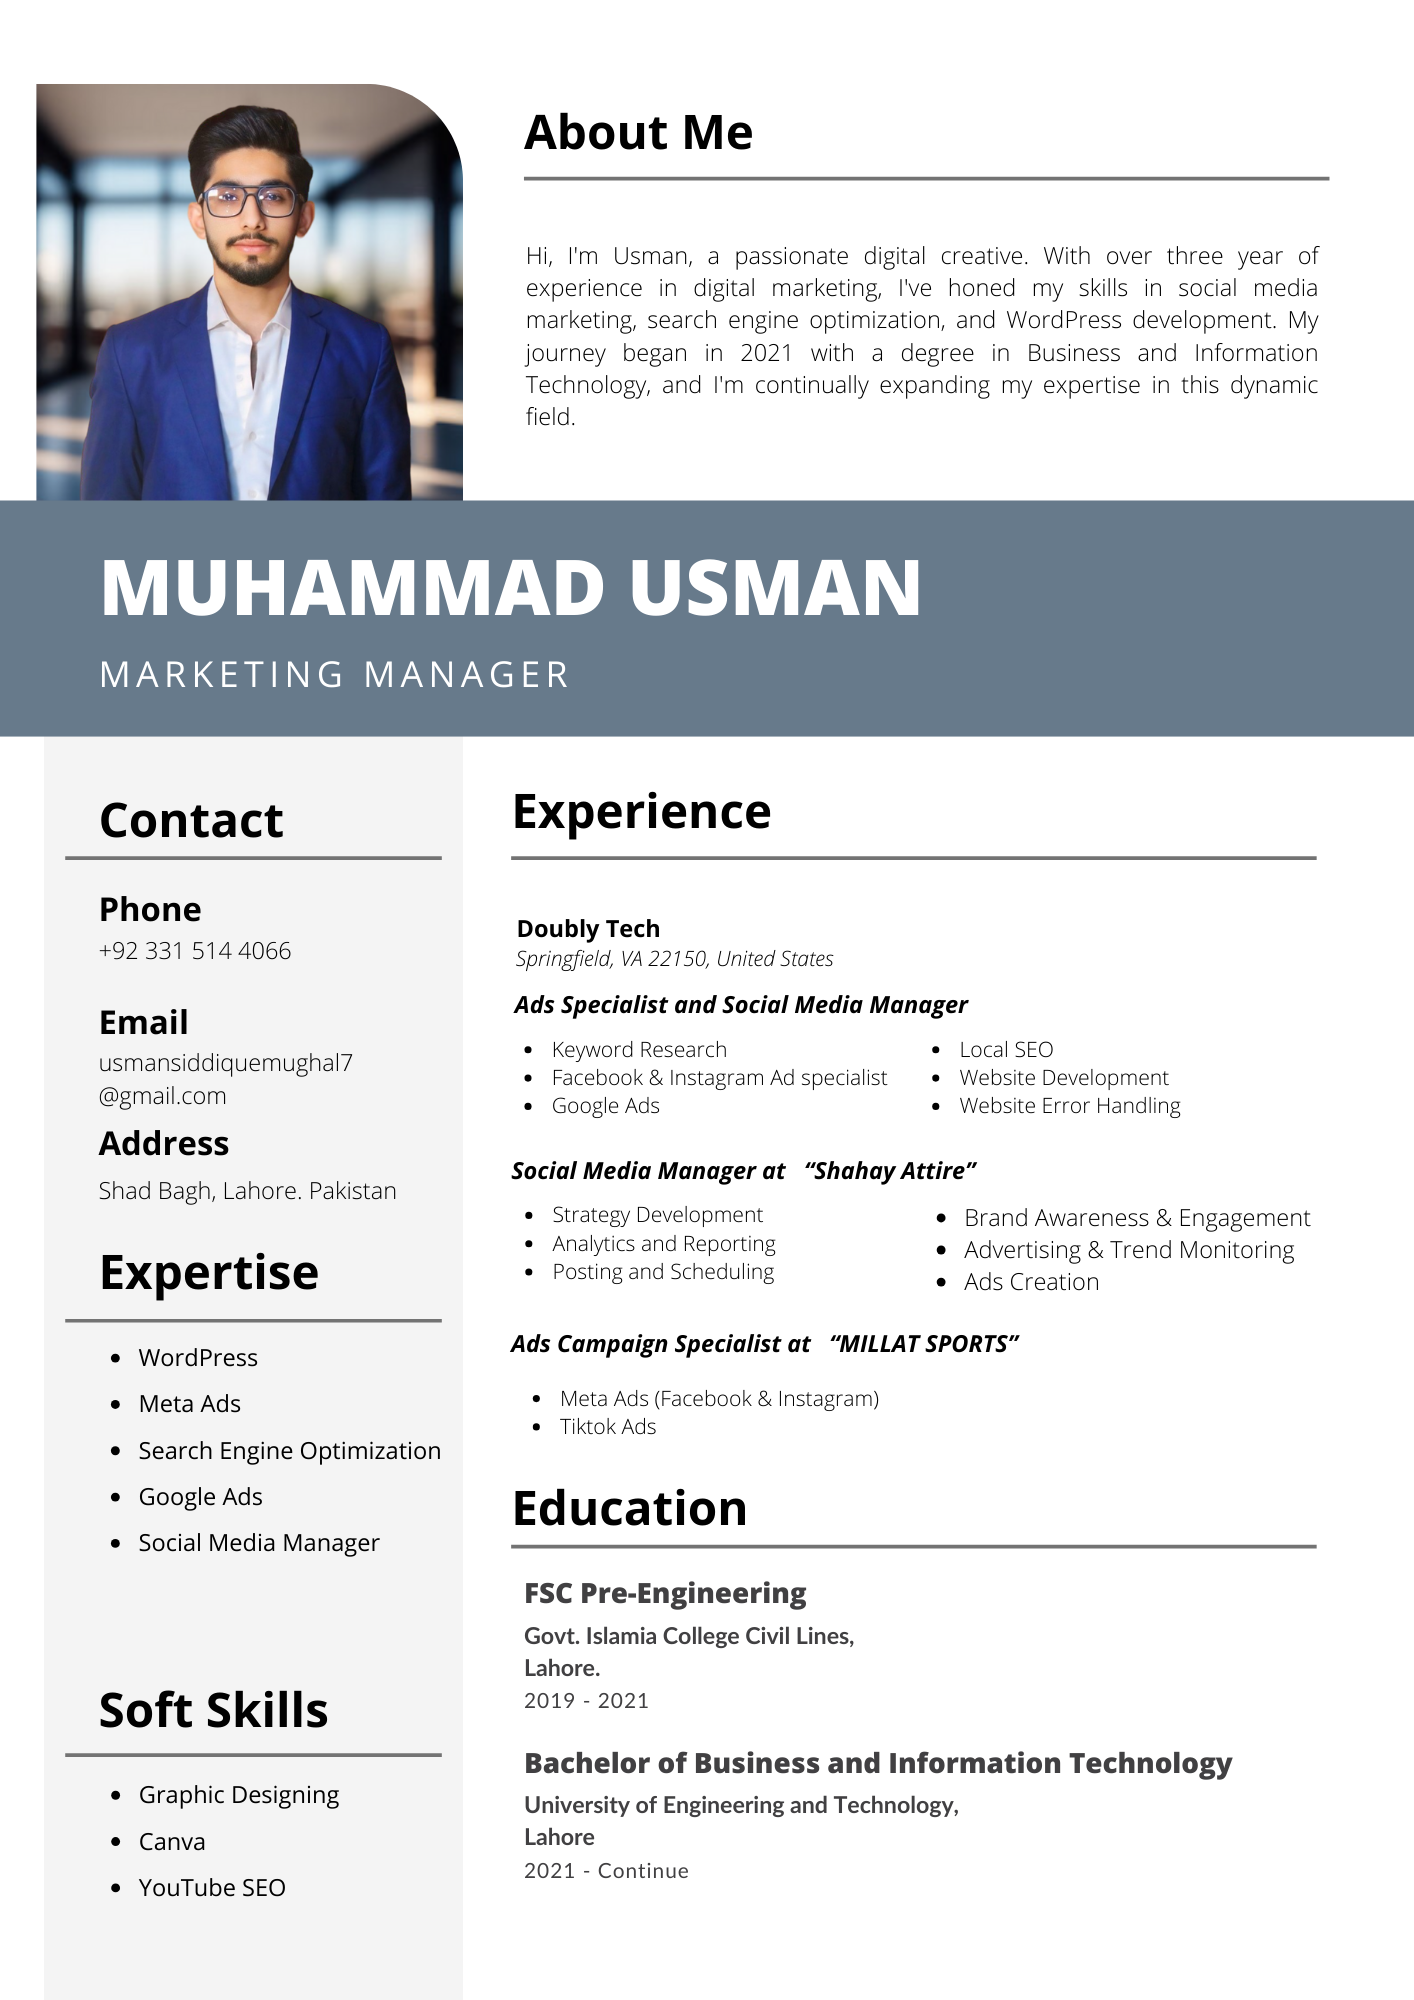 About Me
Hi, I'm Usman, a passionate digital creative. With over three year of
experience in digital marketing, I've honed my skills in social media
marketing, search engine optimization, and WordPress development. My
journey began in 2021 with a degree in Business and Information
Technology, and I'm continually expanding my expertise in this dynamic
field.
MUHAMMAD USMAN
MARKETING MANAGER
Contact
Phone
+92 331 514 4066
Email
usmansiddiquemughal7
@gmail.com
Address
Shad Bagh, Lahore. Pakistan
Expertise
• WordPress
• Meta Ads
• Search Engine Optimization
• Google Ads
• Social Media Manager
Soft Skills
• Graphic Designing
• Canva
• YouTube SEO
Experience
Doubly Tech
Springfield, VA 22150, United States
Ads Specialist and Social Media Manager
• Keyword Research
• Facebook & Instagram Ad specialist
• Google Ads
• Local SEO
• Website Development
• Website Error Handling
Social Media Manager at “Shahay Attire”
• Strategy Development
• Analytics and Reporting
• Posting and Scheduling
• Brand Awareness & Engagement
• Advertising & Trend Monitoring
• Ads Creation
Ads Campaign Specialist at “MILLAT SPORTS”
• Meta Ads (Facebook & Instagram)
• Tiktok Ads
Education
FSC Pre-Engineering
Govt. Islamia College Civil Lines,
Lahore.
2019 - 2021
Bachelor of Business and Information Technology
University of Engineering and Technology,
Lahore
2021 - Continue